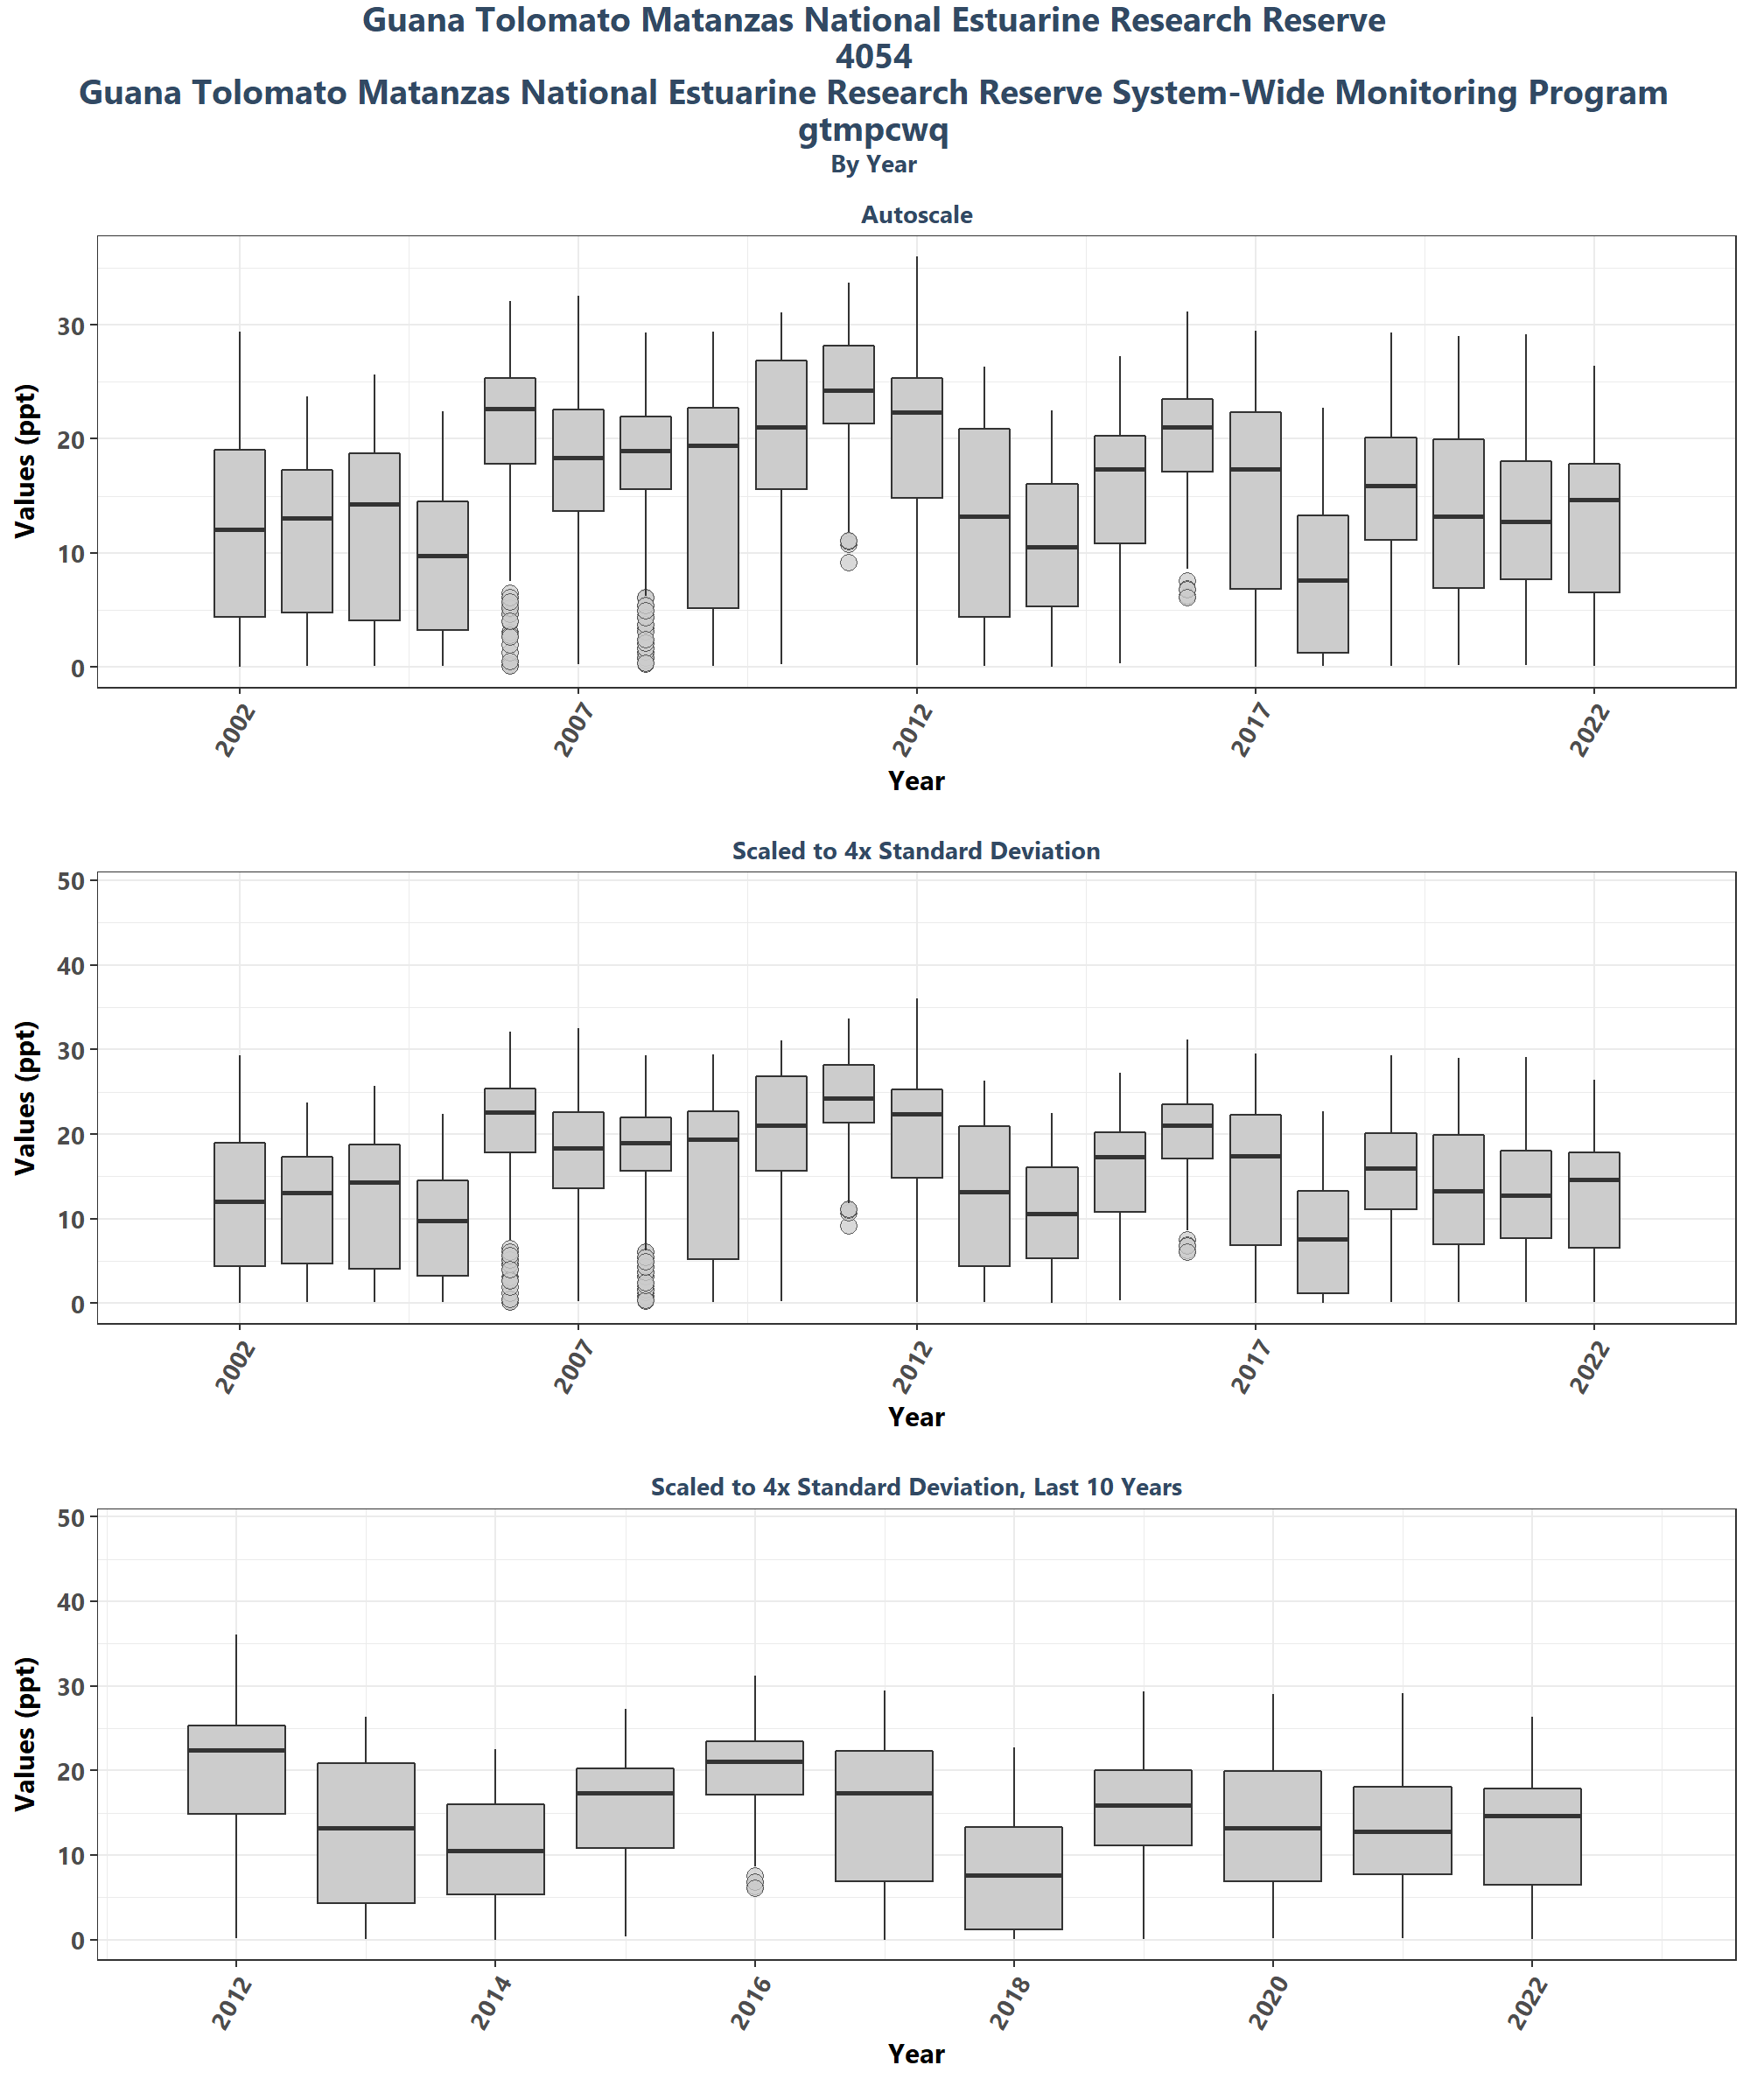 Guana Tolomato Matanzas National Estuarine Research Reserve
4054
Guana Tolomato Matanzas National Estuarine Research Reserve System-Wide Monitoring Program
gtmpcwq
By Year
Autoscale
Values (ppt)
30
20
10
0
2002 2007 2012 2017 2022
Year
Scaled to 4x Standard Deviation
Values (ppt)
50
40
30
20
10
0
2002 2007 2012 2017 2022
Year
Scaled to 4x Standard Deviation, Last 10 Years
Values (ppt)
50
40
30
20
10
0
2012 2014 2016 2018 2020 2022
Year